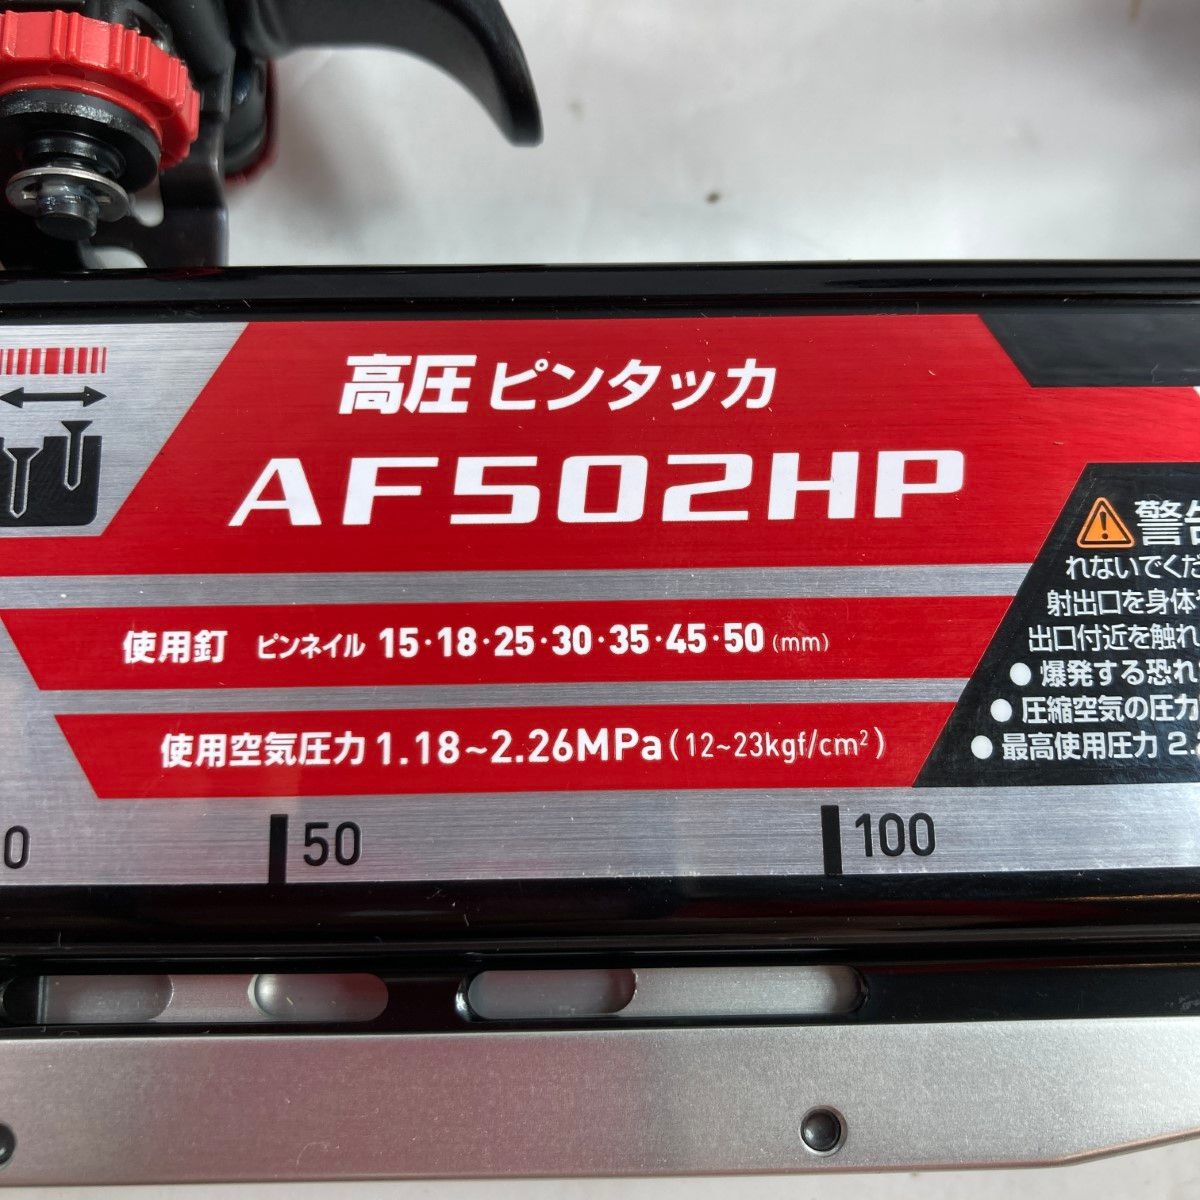 高圧ピンタッカ
AF502HP
使用釘 ピンネイル 15・18・25・30・35・45・50 (mm)
使用空気圧力 1.18~2.26MPa (12~23kgf/cm²)
50
100
0
⚠警告
れないでくだ
射出口を身体
出口付近を触れ
●爆発する恐れ
●圧縮空気の圧力
●最高使用圧力 2.